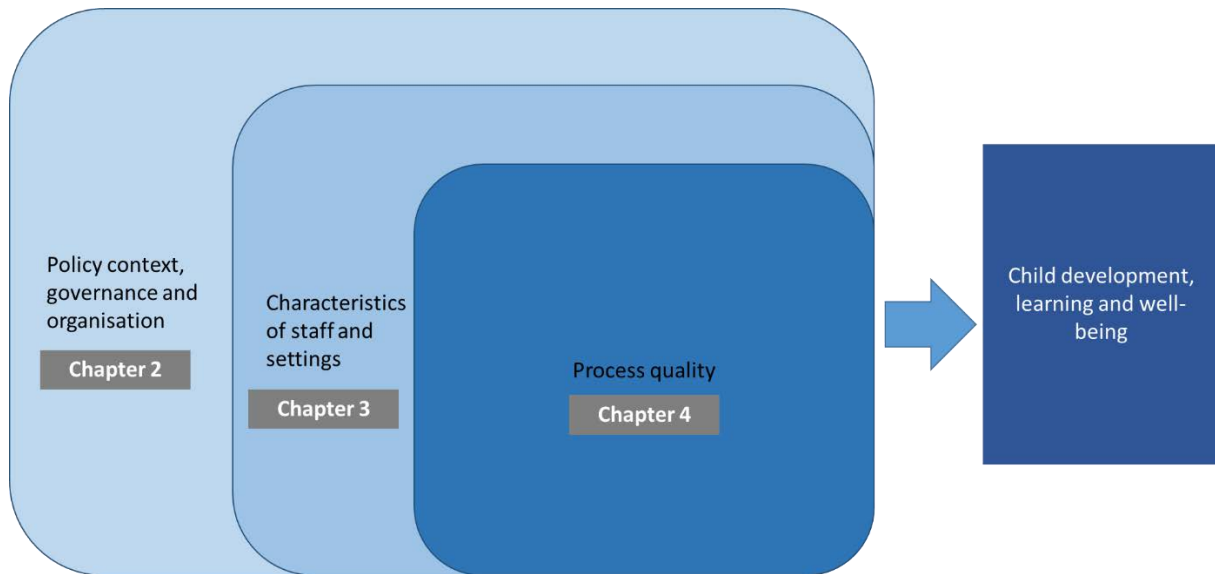 Policy context,
governance and
organisation
Chapter 2
Characteristics
of staff and
settings
Chapter 3
Process quality
Chapter 4
Child development,
learning and well-
being